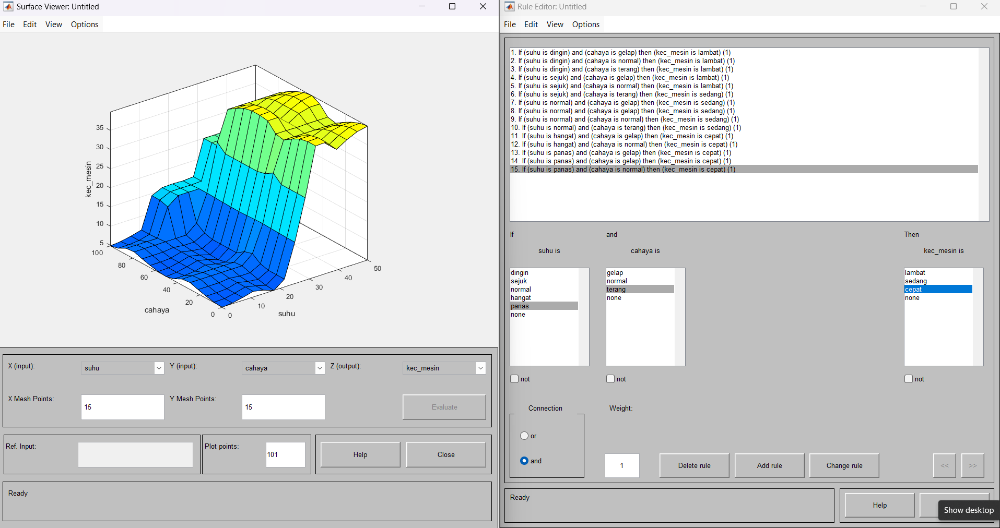 Surface Viewer: Untitled
File Edit View Options
35
30
25
20
15
10
5
kec_mesin
100
80
60
40
20
0
cahaya
0
10
20
30
40
50
suhu
X (input): suhu Y (input): cahaya Z (output): kec_mesin
X Mesh Points: 15 Y Mesh Points: 15 Evaluate
Ref. Input: Plot points: 101 Help Close
Ready
Rule Editor: Untitled
File Edit View Options
1. If (suhu is dingin) and (cahaya is gelap) then (kec_mesin is lambat) (1)
2. If (suhu is dingin) and (cahaya is normal) then (kec_mesin is lambat) (1)
3. If (suhu is dingin) and (cahaya is terang) then (kec_mesin is lambat) (1)
4. If (suhu is sejuk) and (cahaya is gelap) then (kec_mesin is lambat) (1)
5. If (suhu is sejuk) and (cahaya is normal) then (kec_mesin is lambat) (1)
6. If (suhu is sejuk) and (cahaya is terang) then (kec_mesin is sedang) (1)
7. If (suhu is normal) and (cahaya is gelap) then (kec_mesin is sedang) (1)
8. If (suhu is normal) and (cahaya is gelap) then (kec_mesin is sedang) (1)
9. If (suhu is normal) and (cahaya is normal) then (kec_mesin is sedang) (1)
10. If (suhu is normal) and (cahaya is terang) then (kec_mesin is sedang) (1)
11. If (suhu is hangat) and (cahaya is gelap) then (kec_mesin is cepat) (1)
12. If (suhu is hangat) and (cahaya is normal) then (kec_mesin is cepat) (1)
13. If (suhu is panas) and (cahaya is gelap) then (kec_mesin is cepat) (1)
14. If (suhu is panas) and (cahaya is gelap) then (kec_mesin is cepat) (1)
15. If (suhu is panas) and (cahaya is normal) then (kec_mesin is cepat) (1)
If and Then
suhu is cahaya is kec_mesin is
dingin gelap lambat
sejuk normal sedang
normal terang cepat
hangat none none
panas
none
not not not
Connection Weight:
or
and
1 Delete rule Add rule Change rule << >>
Ready Help
Show desktop